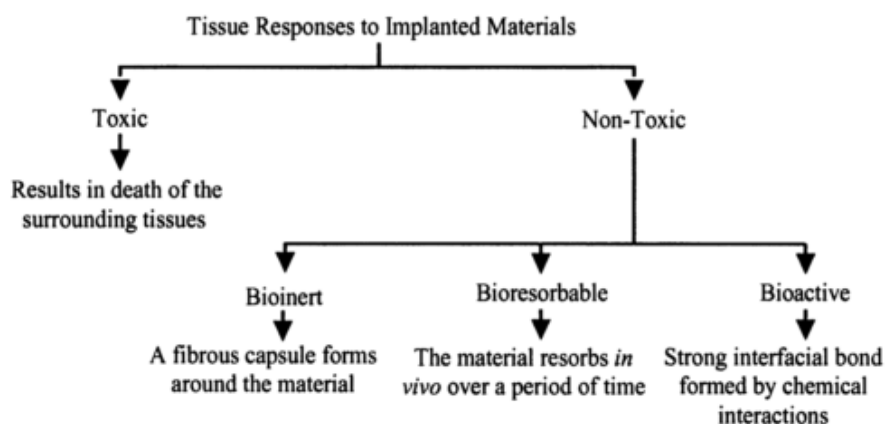 Tissue Responses to Implanted Materials
Toxic
Non-Toxic
Results in death of the
surrounding tissues
Bioinert
Bioresorbable
Bioactive
A fibrous capsule forms
around the material
The material resorbs in
vivo over a period of time
Strong interfacial bond
formed by chemical
interactions